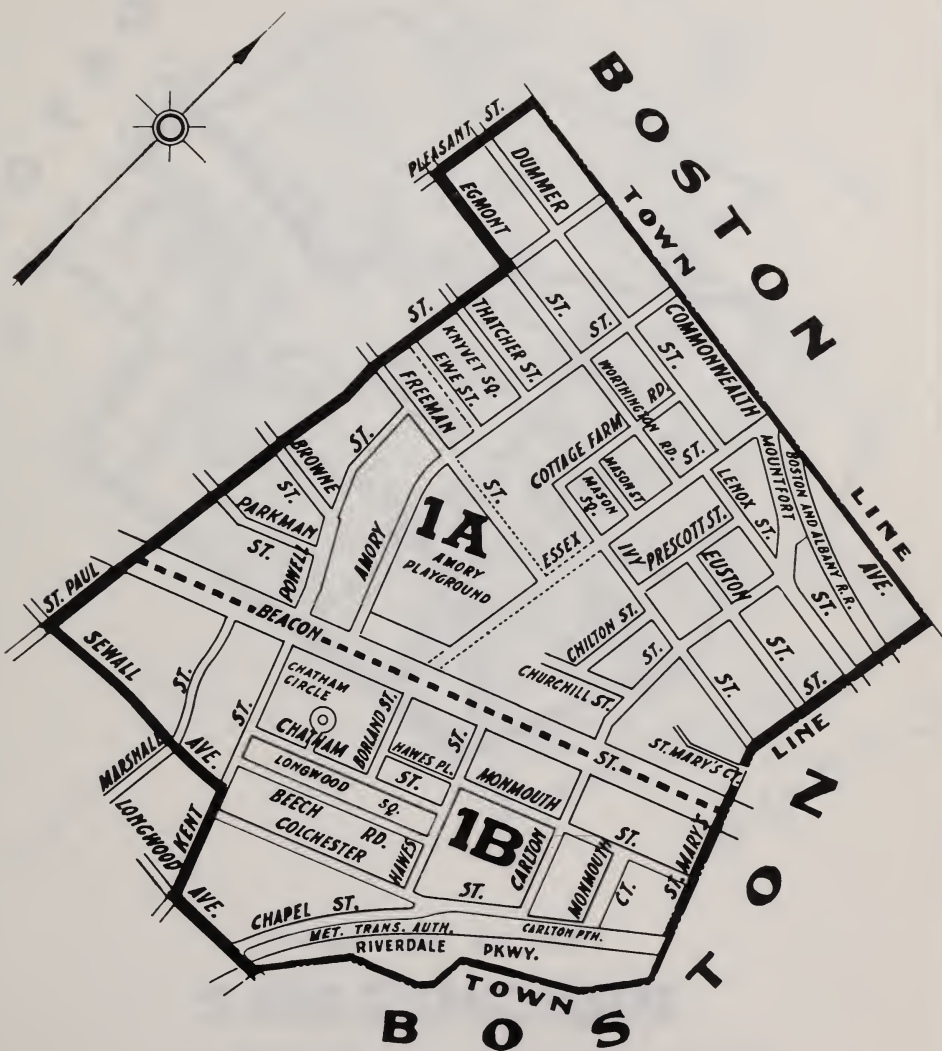 BOSTON
TOWN
LINE
PLEASANT ST.
DUMMER
ST.
EGMONT
ST.
COMMONWEALTH
AVE.
ST.
THATCHER ST.
KNYVET SQ.
EWE ST.
FREEMAN
ST.
WORTHINGTON
RD.
RD.
ST.
COTTAGE FARM
MASON ST
MASON
SQ.
LENOX ST.
MOUNTFORT
ST.
BOSTON AND ALBANY R.R.
BROWNE
ST.
PARKMAN
ST.
POWELL
ST.
AMORY
1A
AMORY
PLAYGROUND
ESSEX
ST.
IVY
ST.
PRESCOTT ST.
EUSTON
ST.
CHILTON ST.
ST.
CHURCHILL ST.
ST. PAUL
BEACON
ST.
ST. MARY'S CT.
LINE
SEWALL
AVE.
MARSHALL
ST.
LONGWOOD
AVE.
KENT
ST.
CHATHAM
CIRCLE
CHATHAM
ST.
BORLAND ST.
HAWES PL.
LONGWOOD
SQ.
BEECH
RD.
COLCHESTER
ST.
HAWES
ST.
1B
MONMOUTH
ST.
CARLTON
MONMOUTH
CT.
ST. MARY'S
CHAPEL ST.
MET. TRANS. AUTH.
CARLTON PTH.
RIVERDALE PKWY.
TOWN
BOSTON